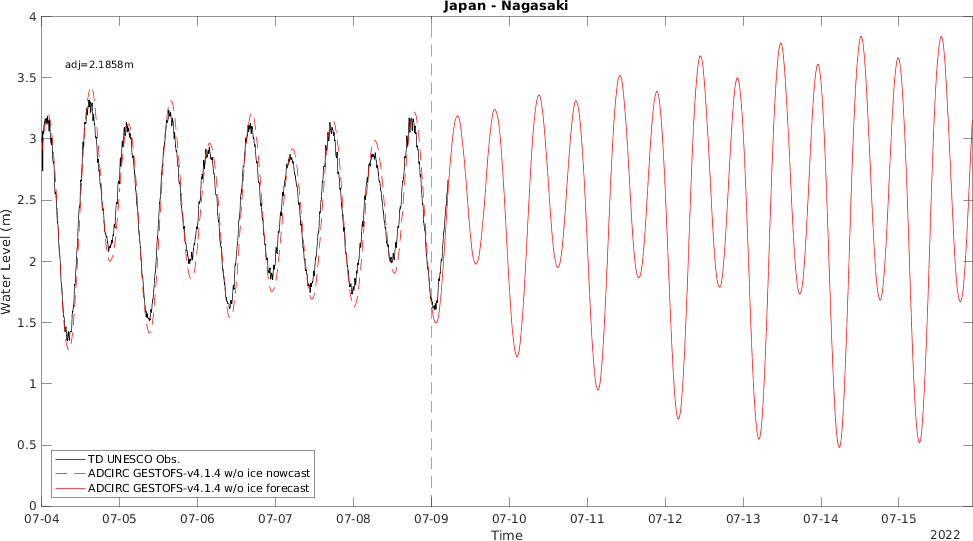 Japan - Nagasaki
adj=2.1858m
Water Level (m)
4
3.5
3
2.5
2
1.5
1
0.5
0
TD UNESCO Obs.
ADCIRC GESTOFS-v4.1.4 w/o ice nowcast
ADCIRC GESTOFS-v4.1.4 w/o ice forecast
07-04 07-05 07-06 07-07 07-08 07-09 07-10 07-11 07-12 07-13 07-14 07-15
Time
2022